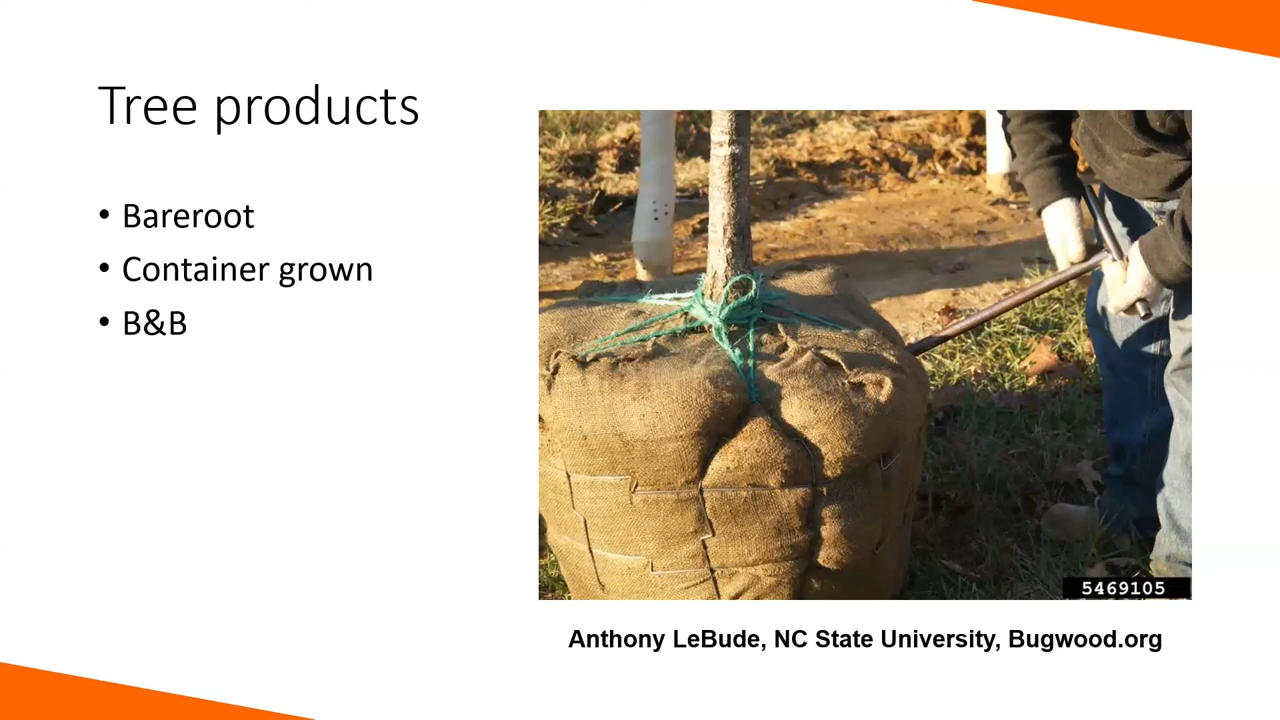 Tree products
• Bareroot
• Container grown
• B&B
5469105
Anthony LeBude, NC State University, Bugwood.org